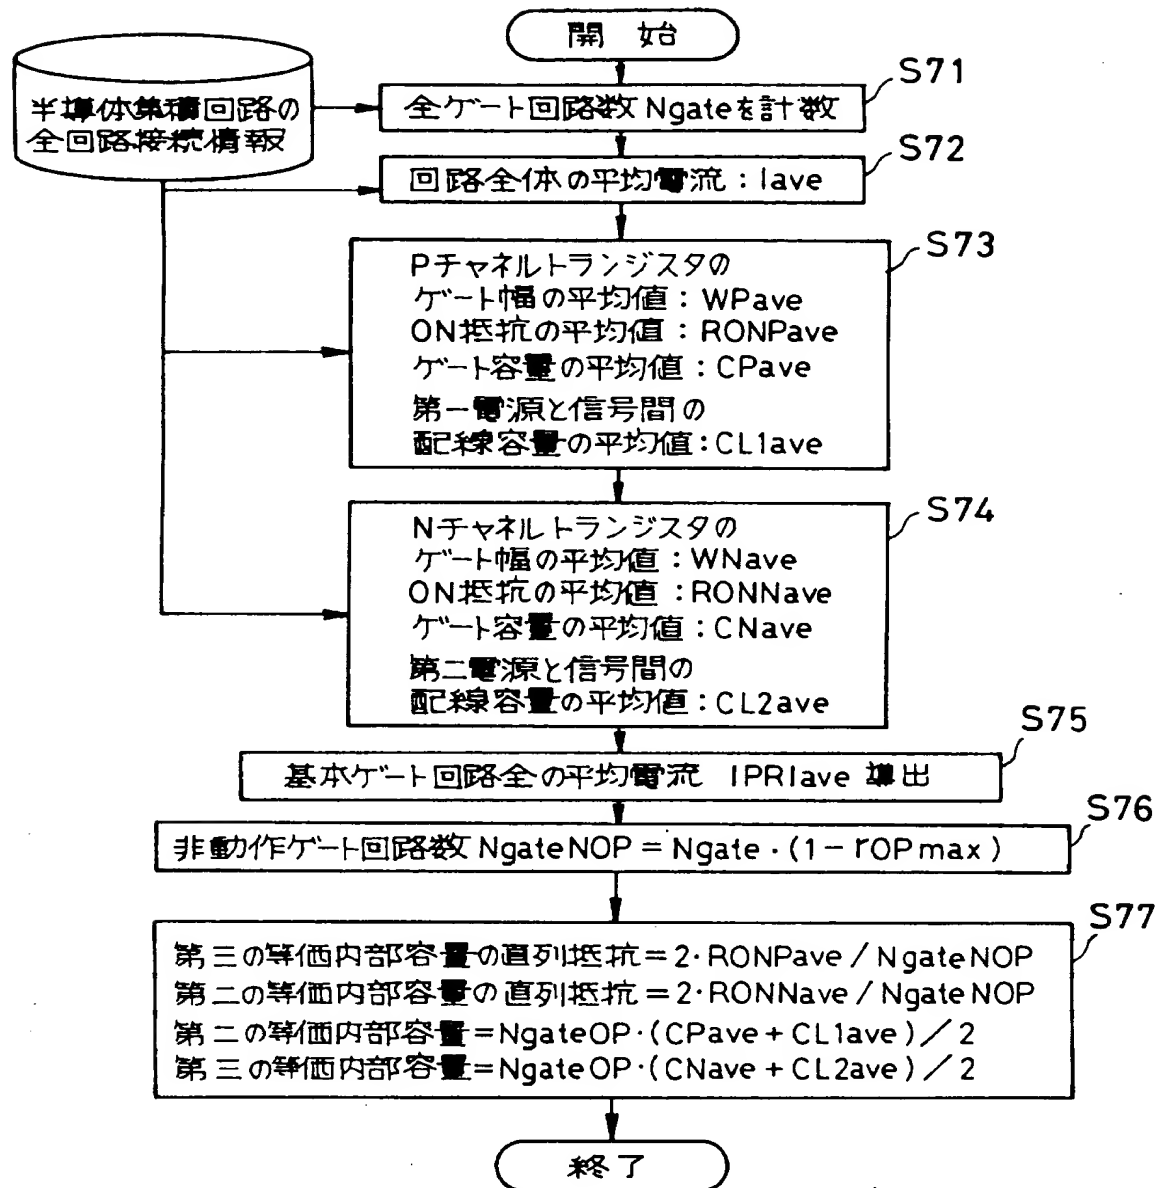 開 始
半導体集積回路の
全回路接続情報
全ゲート回路数 Ngateを計数
S71
回路全体の平均電流：Iave
S72
Pチャネルトランジスタの
ゲート幅の平均値：WPave
ON抵抗の平均値：RONPave
ゲート容量の平均値：CPave
第一電源と信号間の
配線容量の平均値：CL1ave
S73
Nチャネルトランジスタの
ゲート幅の平均値：WNave
ON抵抗の平均値：RONNave
ゲート容量の平均値：CNave
第二電源と信号間の
配線容量の平均値：CL2ave
S74
基本ゲート回路全の平均電流 IPRIave 導出
S75
非動作ゲート回路数 NgateNOP = Ngate・(1－rOPmax)
S76
第三の等価内部容量の直列抵抗＝2・RONPave／NgateNOP
第二の等価内部容量の直列抵抗＝2・RONNave／NgateNOP
第二の等価内部容量＝NgateOP・(CPave＋CL1ave)／2
第三の等価内部容量＝NgateOP・(CNave＋CL2ave)／2
S77
終了